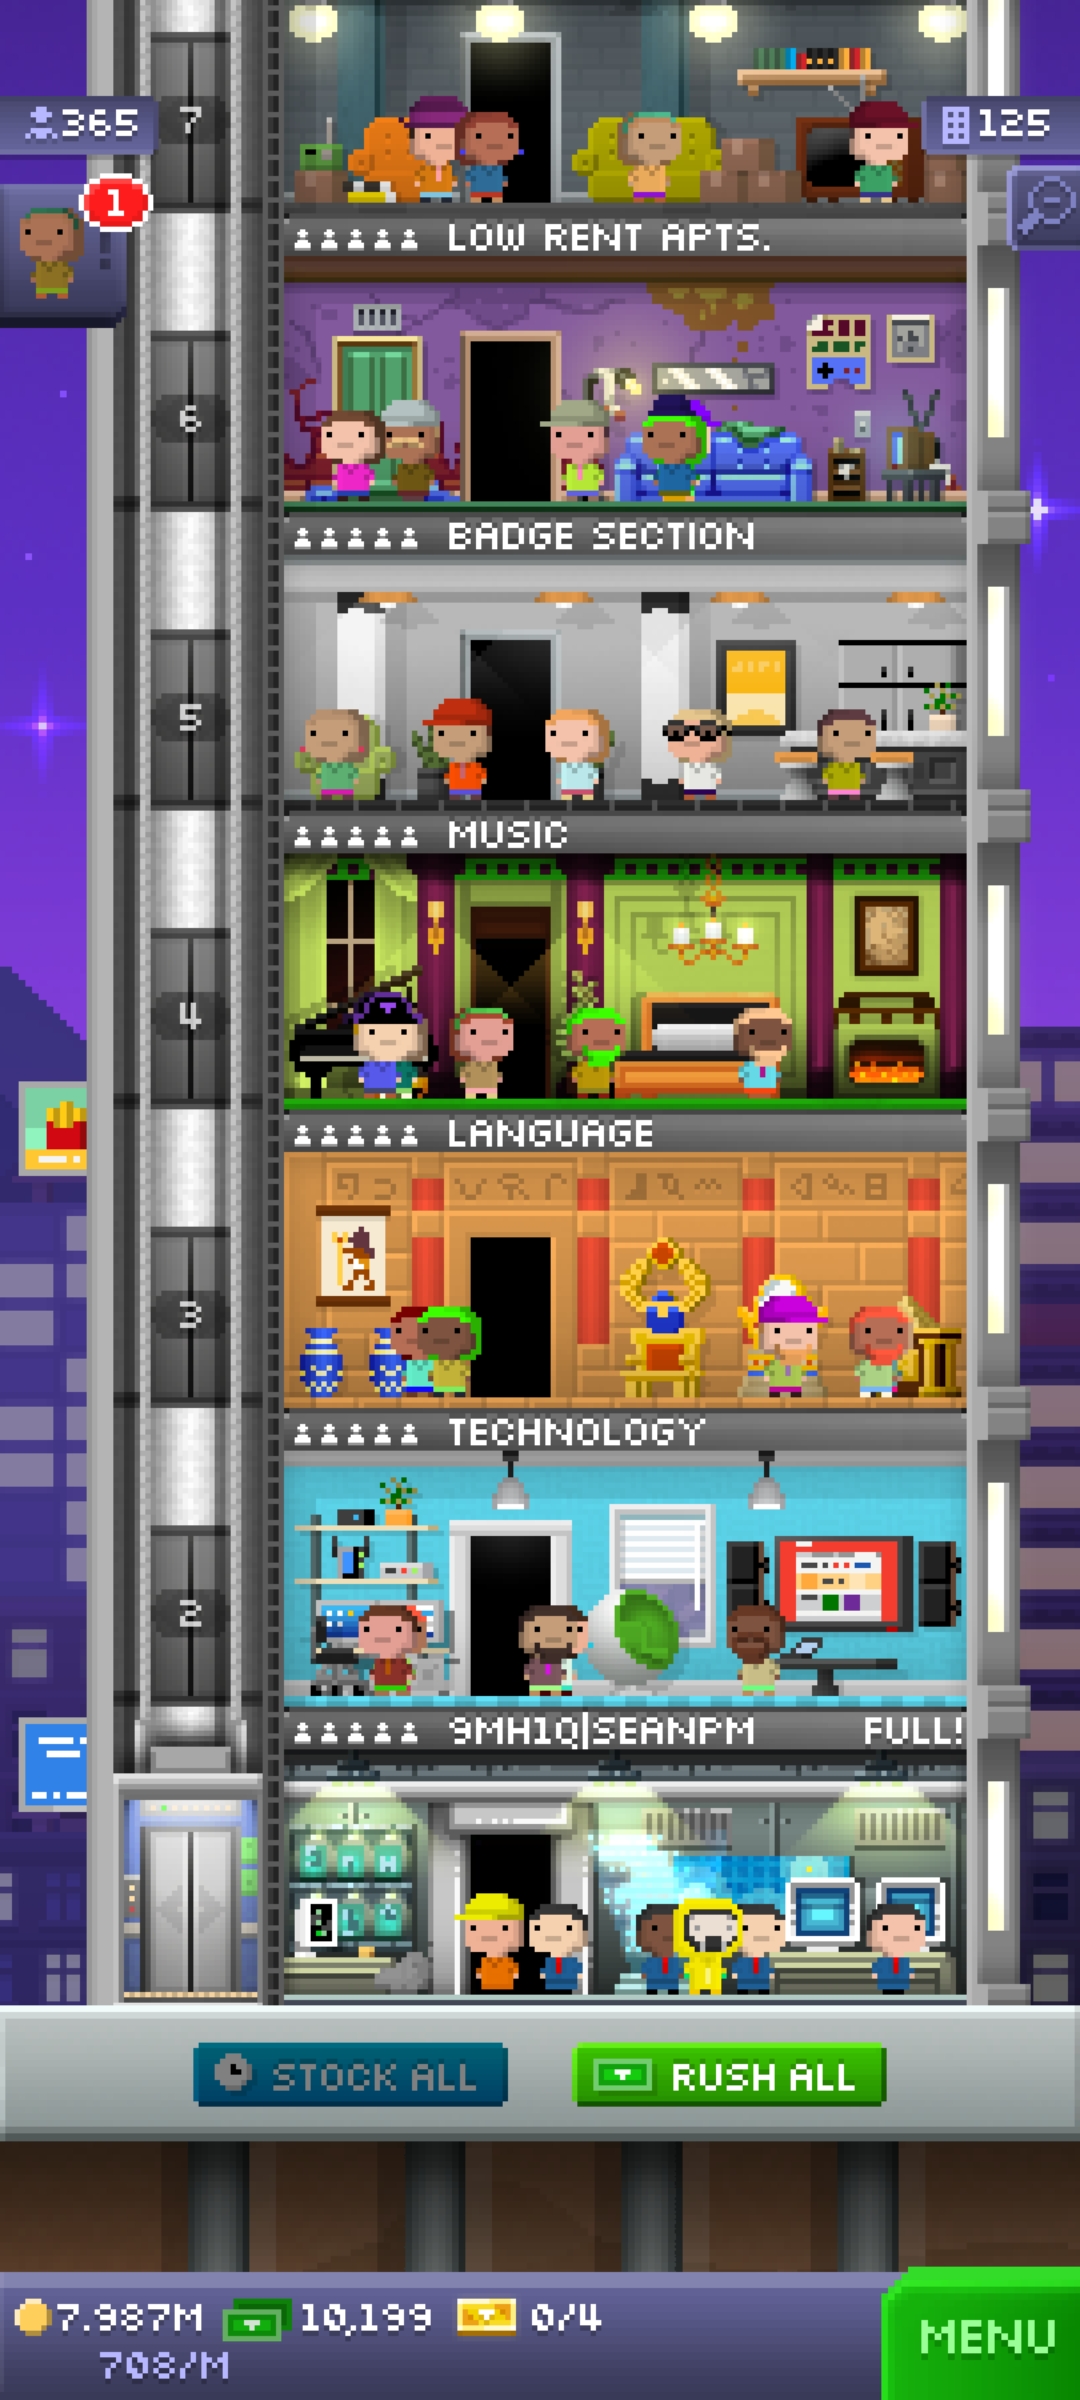 7
365
125
1
LOW RENT APTS.
6
BADGE SECTION
5
MUSIC
4
LANGUAGE
3
TECHNOLOGY
2
9MH1Q|SEANPM FULL!
STOCK ALL
RUSH ALL
7.987M 10,199 0/4
708/M
MENU